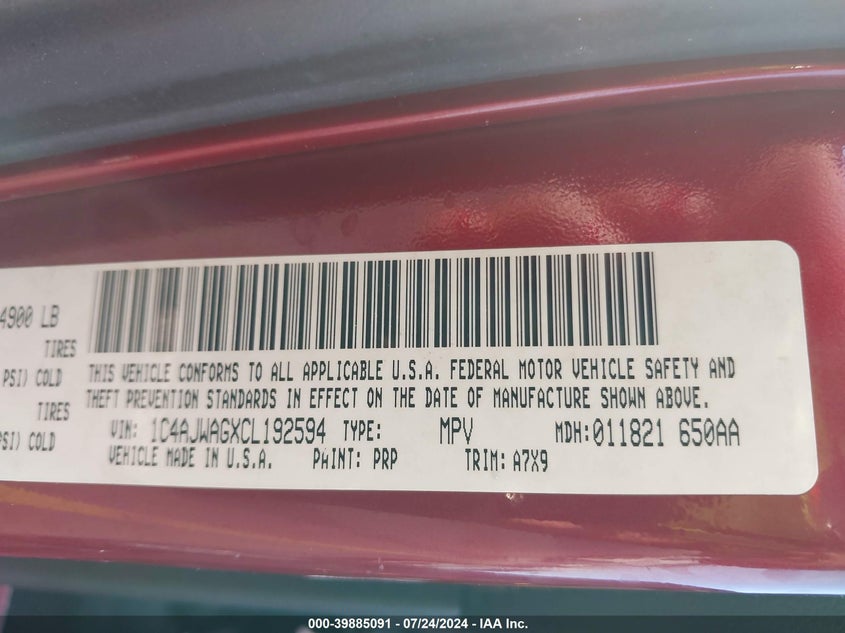 4900 LB
TIRES
PSI) COLD
TIRES
PSI) COLD
THIS VEHICLE CONFORMS TO ALL APPLICABLE U.S.A. FEDERAL MOTOR VEHICLE SAFETY AND
THEFT PREVENTION STANDARDS IN EFFECT ON THE DATE OF MANUFACTURE SHOWN ABOVE.
VIN: 1C4AJWAGXCL192594 TYPE: MPV MDH:011821 650AA
VEHICLE MADE IN U.S.A. PAINT: PRP TRIM: A7X9
000-39885091 / 07/24/2024 - IAA Inc.